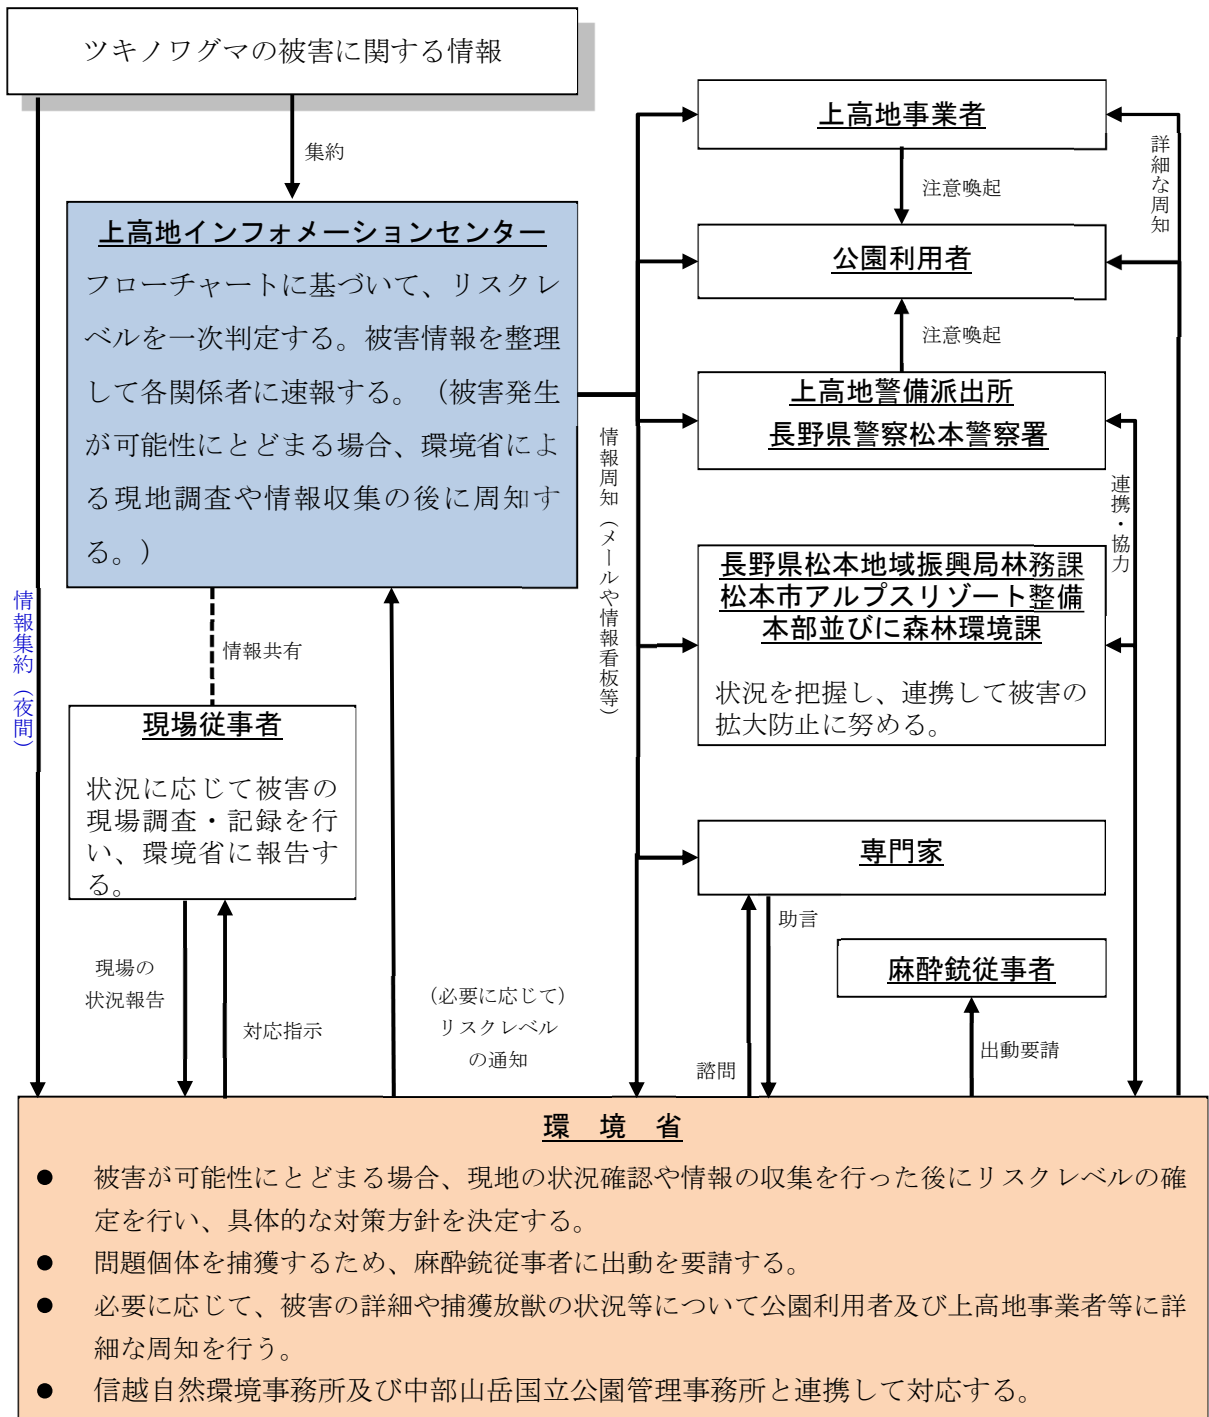 ツキノワグマの被害に関する情報
集約
上高地インフォメーションセンター
フローチャートに基づいて、リスクレ
ベルを一次判定する。被害情報を整理
して各関係者に速報する。（被害発生
が可能性にとどまる場合、環境省によ
る現地調査や情報収集の後に周知す
る。）
情報集約（夜間）
情報共有
現場従事者
状況に応じて被害の
現場調査・記録を行
い、環境省に報告す
る。
現場の
状況報告
対応指示
（必要に応じて）
リスクレベル
の通知
情報周知（メールや情報看板等）
上高地事業者
注意喚起
詳細な周知
公園利用者
注意喚起
上高地警備派出所
長野県警察松本警察署
連携・協力
長野県松本地域振興局林務課
松本市アルプスリゾート整備
本部並びに森林環境課
状況を把握し、連携して被害の
拡大防止に努める。
専門家
助言
諮問
麻酔銃従事者
出動要請
環　境　省
● 被害が可能性にとどまる場合、現地の状況確認や情報の収集を行った後にリスクレベルの確
定を行い、具体的な対策方針を決定する。
● 問題個体を捕獲するため、麻酔銃従事者に出動を要請する。
● 必要に応じて、被害の詳細や捕獲放獣の状況等について公園利用者及び上高地事業者等に詳
細な周知を行う。
● 信越自然環境事務所及び中部山岳国立公園管理事務所と連携して対応する。